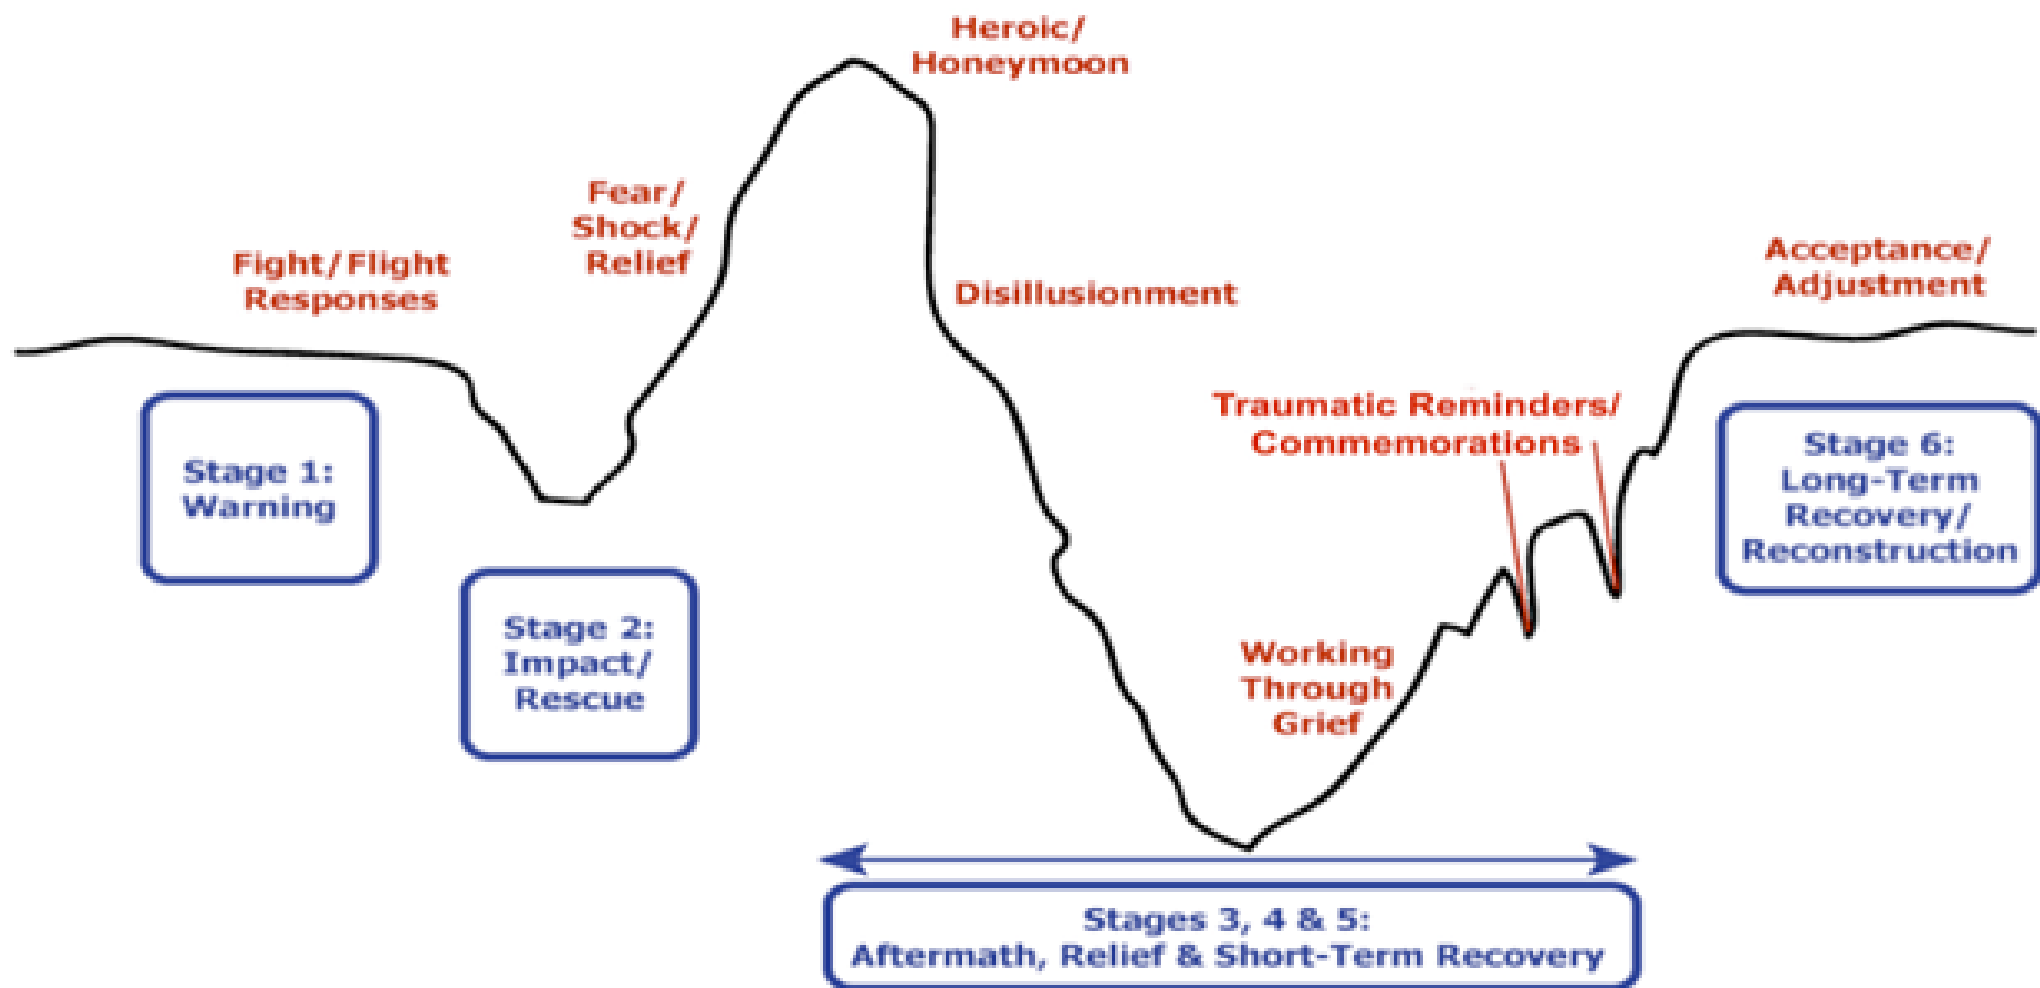 Heroic/
Honeymoon
Fear/
Shock/
Relief
Fight/Flight
Responses
Disillusionment
Acceptance/
Adjustment
Traumatic Reminders/
Commemorations
Stage 1:
Warning
Stage 2:
Impact/
Rescue
Working
Through
Grief
Stage 6:
Long-Term
Recovery/
Reconstruction
Stages 3, 4 & 5:
Aftermath, Relief & Short-Term Recovery